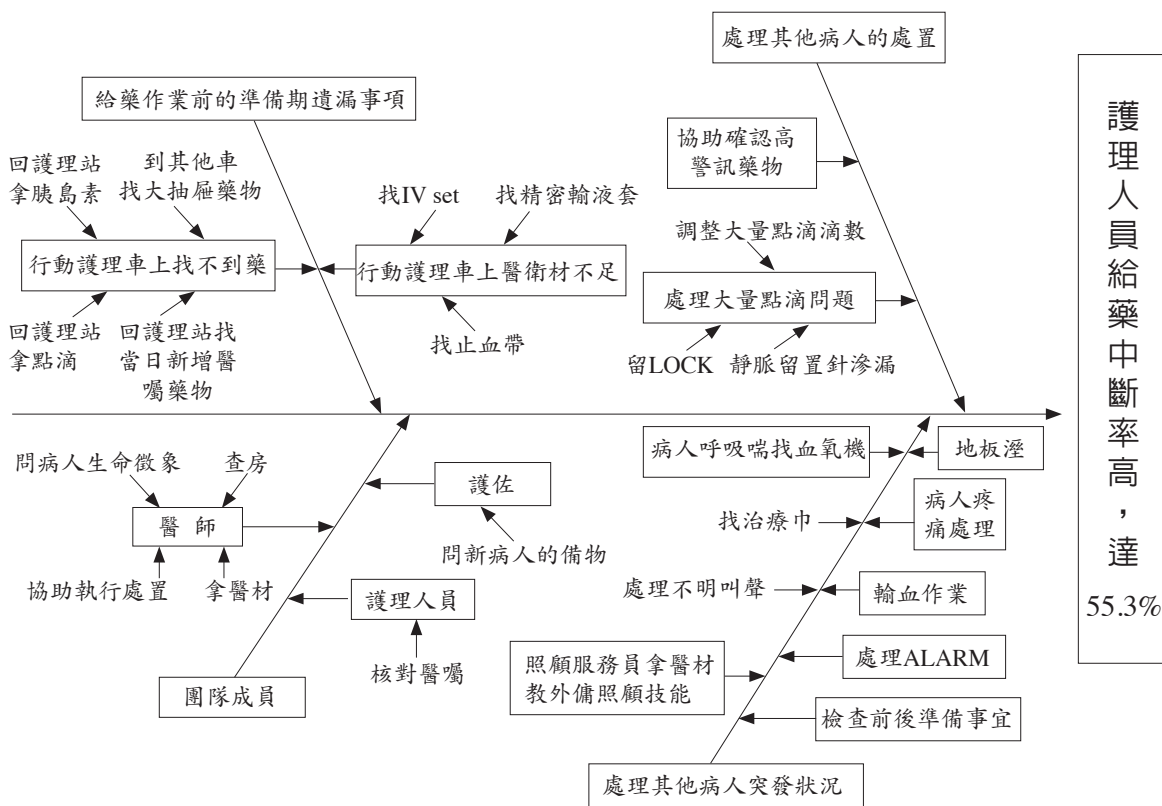 處理其他病人的處置
給藥作業前的準備期遺漏事項
協助確認高
警訊藥物
回護理站
拿胰島素
到其他車
找大抽屜藥物
找IV set
找精密輸液套
調整大量點滴滴數
行動護理車上找不到藥
行動護理車上醫衛材不足
處理大量點滴問題
回護理站
拿點滴
回護理站找
當日新增醫
囑藥物
找止血帶
留LOCK
靜脈留置針滲漏
護理人員給藥中斷率高，達
55.3%
問病人生命徵象
查房
醫 師
協助執行處置
拿醫材
護佐
問新病人的備物
護理人員
核對醫囑
團隊成員
病人呼吸喘找血氧機
地板溼
找治療巾
病人疼
痛處理
處理不明叫聲
輸血作業
照顧服務員拿醫材
教外傭照顧技能
處理ALARM
檢查前後準備事宜
處理其他病人突發狀況